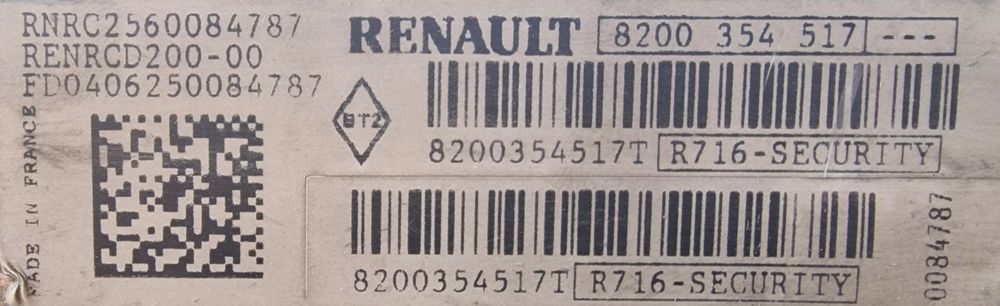 RNRC2560084787
RENRCD200-00
FD0406250084787
MADE IN FRANCE
RENAULT 8200 354 517 ---
BT2
8200354517T R716-SECURITY
8200354517T R716-SECURITY
0084787